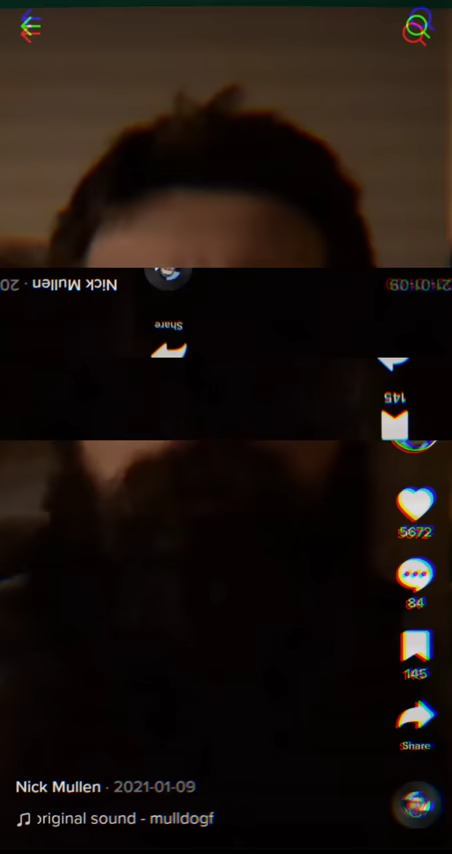 Nick Mullen · 20
21:01:09
Share
145
5672
84
145
Share
Nick Mullen · 2021-01-09
original sound - mulldogf